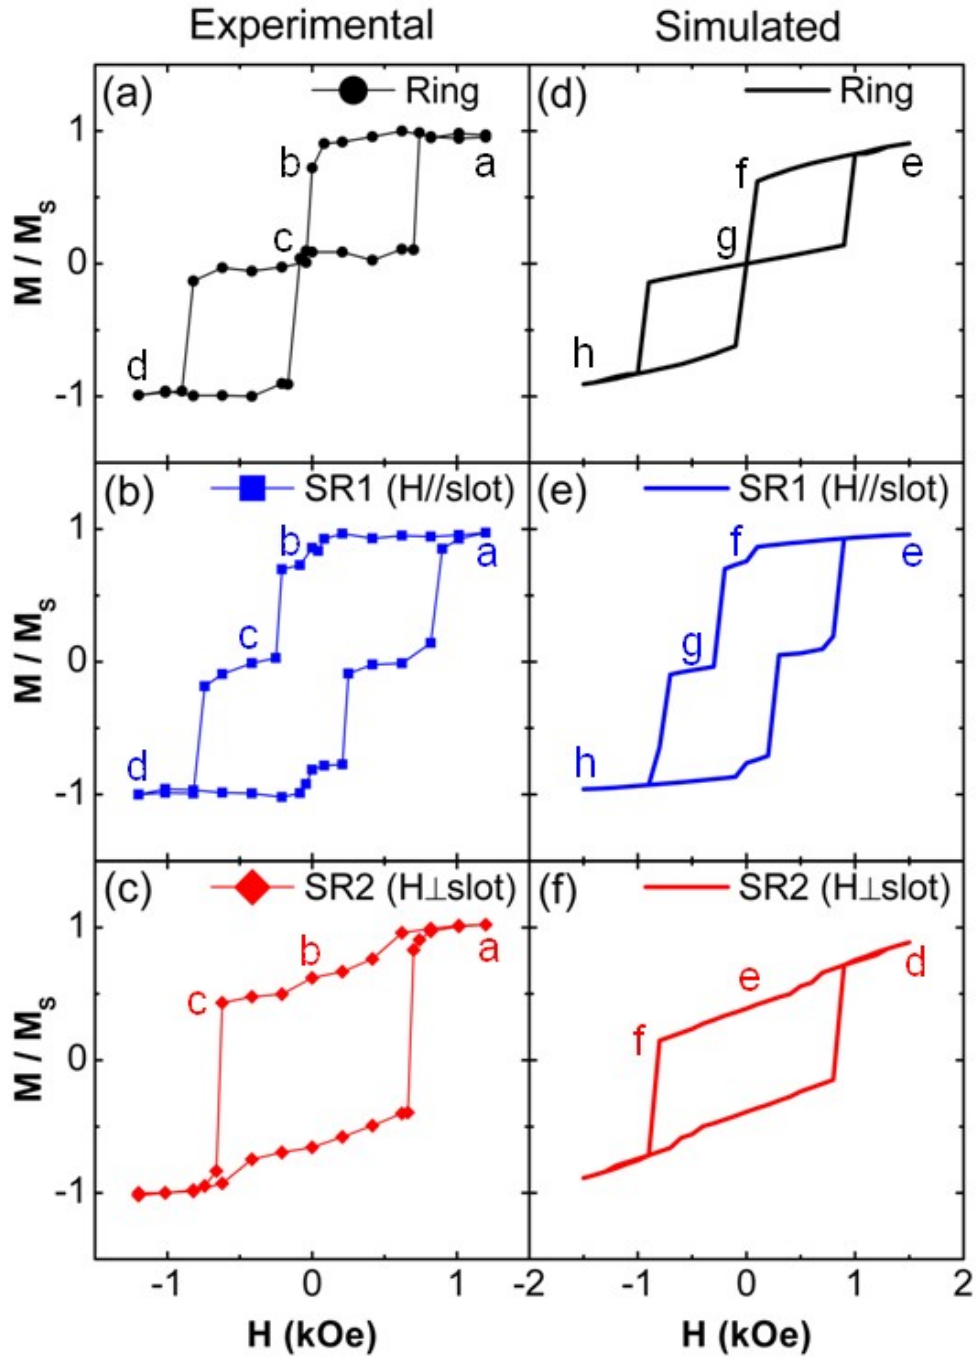 Experimental Simulated
(a) Ring
1
b
a
c
0
d
-1
M / Ms
(d) Ring
f
e
g
h
(b) SR1 (H//slot)
1
b
a
c
0
d
-1
M / Ms
(e) SR1 (H//slot)
f
e
g
h
(c) SR2 (H⊥slot)
1
b
a
c
0
-1
M / Ms
(f) SR2 (H⊥slot)
e
d
f
-1 0 1 -2 -1 0 1 2
H (kOe) H (kOe)